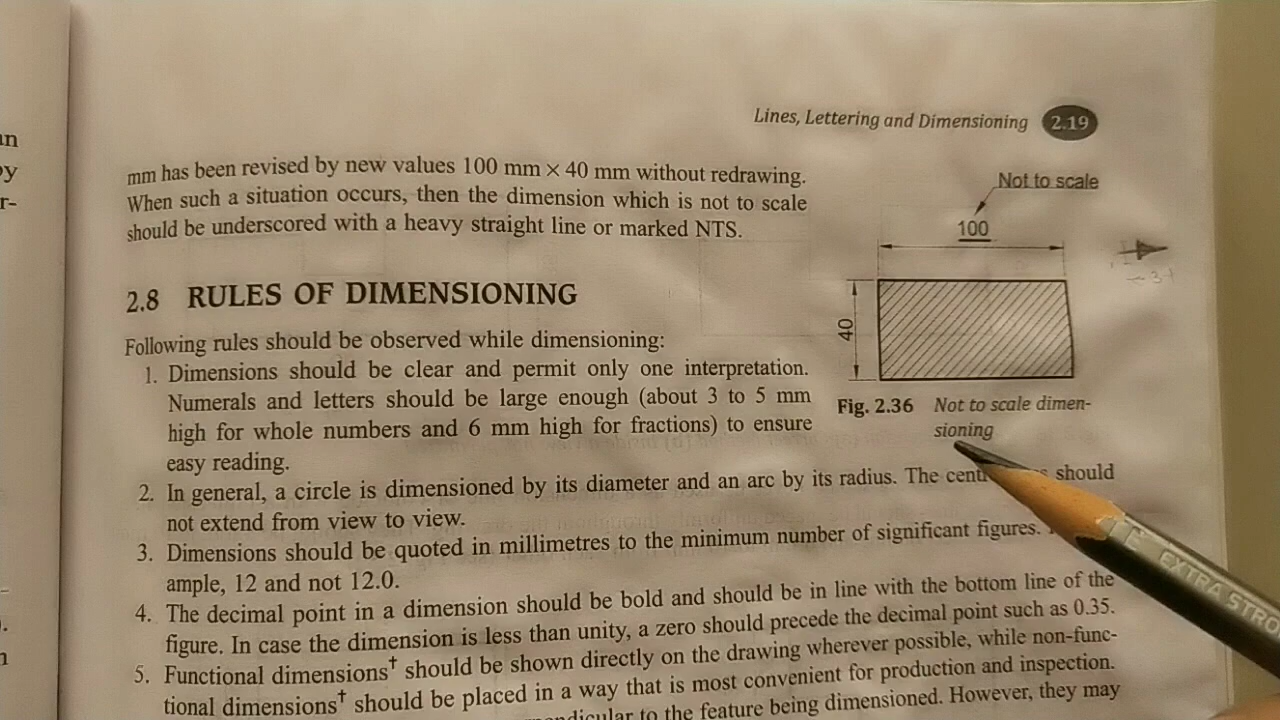 Lines, Lettering and Dimensioning 2.19
mm has been revised by new values 100 mm × 40 mm without redrawing.
When such a situation occurs, then the dimension which is not to scale
should be underscored with a heavy straight line or marked NTS.
Not to scale
100
40
Fig. 2.36 Not to scale dimen-
sioning
2.8 RULES OF DIMENSIONING
Following rules should be observed while dimensioning:
1. Dimensions should be clear and permit only one interpretation.
Numerals and letters should be large enough (about 3 to 5 mm
high for whole numbers and 6 mm high for fractions) to ensure
easy reading.
2. In general, a circle is dimensioned by its diameter and an arc by its radius. The should
not extend from view to view.
3. Dimensions should be quoted in millimetres to the minimum number of significant figures.
ample, 12 and not 12.0.
4. The decimal point in a dimension should be bold and should be in line with the bottom line of the
figure. In case the dimension is less than unity, a zero should precede the decimal point such as 0.35.
5. Functional dimensions† should be shown directly on the drawing wherever possible, while non-func-
tional dimensions† should be placed in a way that is most convenient for production and inspection.
to the feature being dimensioned. However, they may
EXTRA STRO